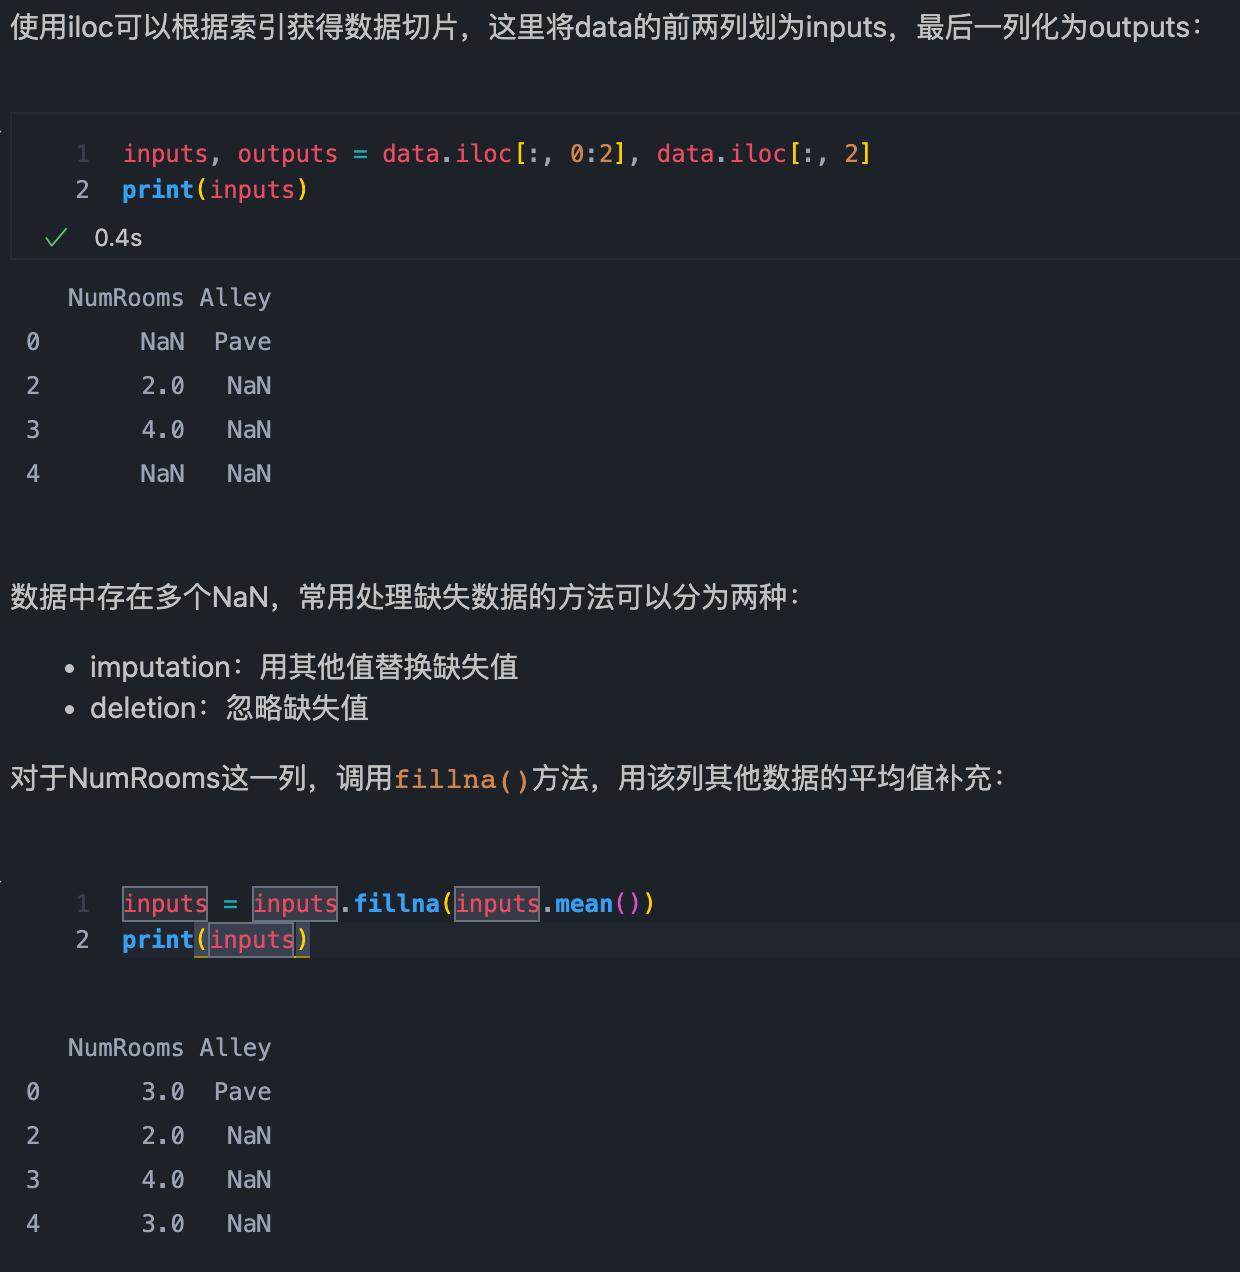 使用iloc可以根据索引获得数据切片，这里将data的前两列划为inputs，最后一列化为outputs：
1 inputs, outputs = data.iloc[:, 0:2], data.iloc[:, 2]
2 print(inputs)
✓ 0.4s
NumRooms Alley
0 NaN Pave
2 2.0 NaN
3 4.0 NaN
4 NaN NaN
数据中存在多个NaN，常用处理缺失数据的方法可以分为两种：
• imputation：用其他值替换缺失值
• deletion：忽略缺失值
对于NumRooms这一列，调用fillna()方法，用该列其他数据的平均值补充：
1 inputs = inputs.fillna(inputs.mean())
2 print(inputs)
NumRooms Alley
0 3.0 Pave
2 2.0 NaN
3 4.0 NaN
4 3.0 NaN